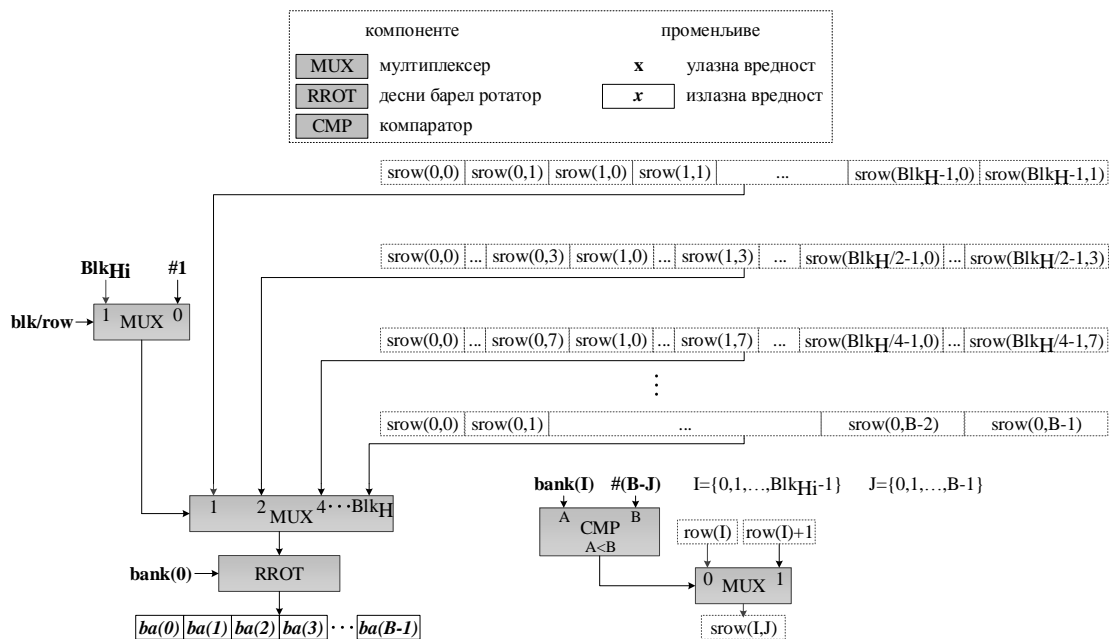 компоненте променљиве
MUX мултиплексер x улазна вредност
RROT десни барел ротатор x излазна вредност
CMP компаратор
srow(0,0) srow(0,1) srow(1,0) srow(1,1) ... srow(BlkH-1,0) srow(BlkH-1,1)
srow(0,0) ... srow(0,3) srow(1,0) ... srow(1,3) ... srow(BlkH/2-1,0) ... srow(BlkH/2-1,3)
BlkHi #1
1 0
blk/row MUX
srow(0,0) ... srow(0,7) srow(1,0) ... srow(1,7) ... srow(BlkH/4-1,0) ... srow(BlkH/4-1,7)
⋮
srow(0,0) srow(0,1) ... srow(0,B-2) srow(0,B-1)
bank(I) #(B-J) I={0,1,…,BlkHi-1} J={0,1,…,B-1}
1 2 4 ···BlkH
MUX
A B
CMP
A<B
row(I) row(I)+1
bank(0) RROT
0 1
MUX
ba(0) ba(1) ba(2) ba(3) ··· ba(B-1)
srow(I,J)